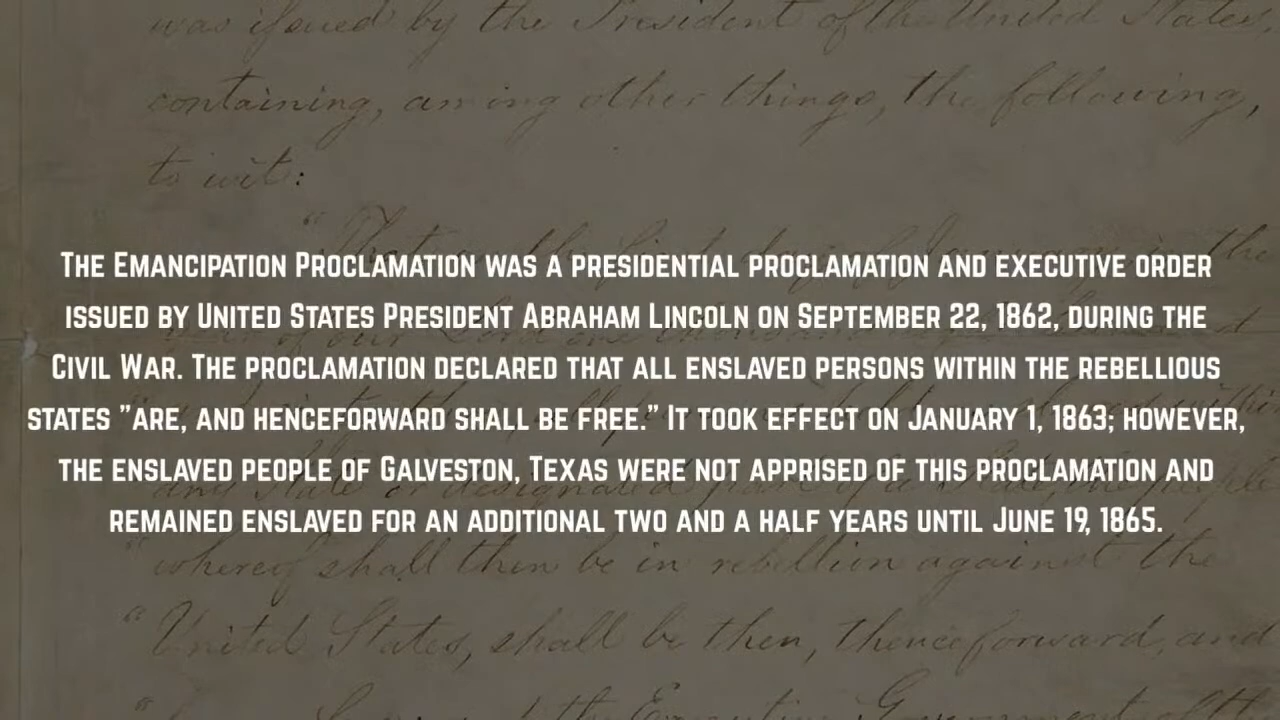 was issued by the President of the United States,
containing, among other things, the following,
to wit:
The Emancipation Proclamation was a presidential proclamation and executive order
issued by United States President Abraham Lincoln on September 22, 1862, during the
Civil War. The proclamation declared that all enslaved persons within the rebellious
states "are, and henceforward shall be free." It took effect on January 1, 1863; however,
the enslaved people of Galveston, Texas were not apprised of this proclamation and
remained enslaved for an additional two and a half years until June 19, 1865.
whereof shall then be in rebellion against the
"United States, shall be then, thenceforward, and
the Executive Government of the